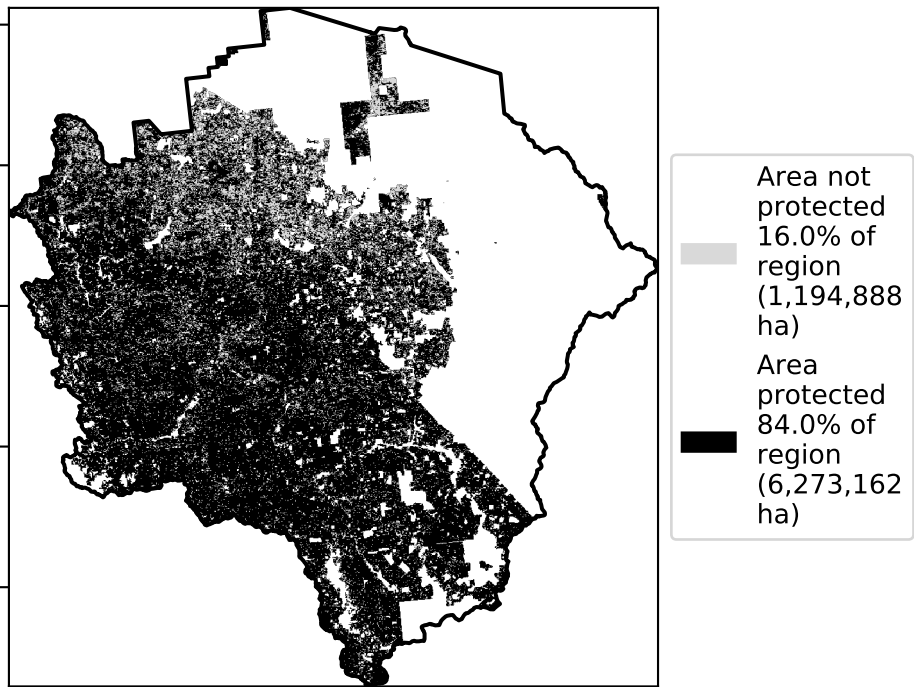 Area not
protected
16.0% of
region
(1,194,888
ha)
Area
protected
84.0% of
region
(6,273,162
ha)